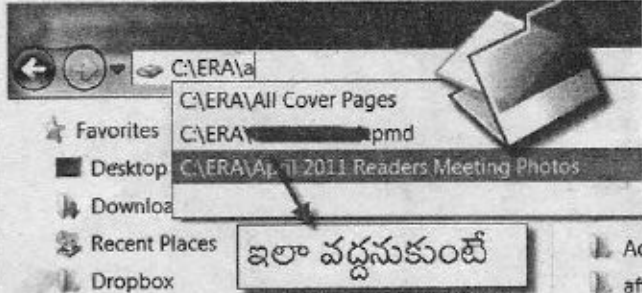 C:\ERA\a
C:\ERA\All Cover Pages
Favorites
C:\ERA\ pmd
Desktop
C:\ERA\April 2011 Readers Meeting Photos
Downloa
Recent Places
ఇలా వద్దనుకుంటే
Dropbox